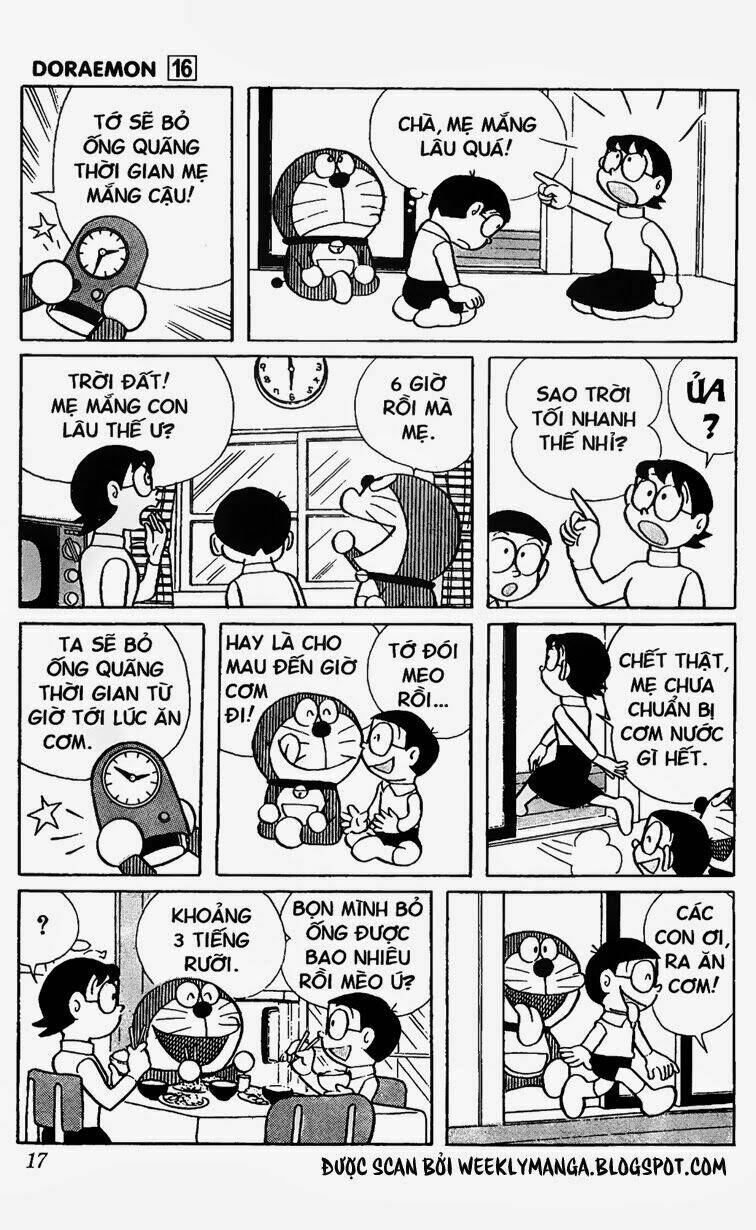 DORAEMON 16
CHÀ, MẸ MẮNG
LÂU QUÁ!
TỚ SẼ BỎ
ỐNG QUÃNG
THỜI GIAN MẸ
MẮNG CẬU!
ỦA
?
SAO TRỜI
TỐI NHANH
THẾ NHỈ?
6 GIỜ
RỒI MÀ
MẸ.
TRỜI ĐẤT!
MẸ MẮNG CON
LÂU THẾ Ư?
CHẾT THẬT,
MẸ CHƯA
CHUẨN BỊ
CƠM NƯỚC
GÌ HẾT.
TỚ ĐÓI
MEO
RỒI...
HAY LÀ CHO
MAU ĐẾN GIỜ
CƠM
ĐI!
TA SẼ BỎ
ỐNG QUÃNG
THỜI GIAN TỪ
GIỜ TỚI LÚC ĂN
CƠM.
CÁC
CON ƠI,
RA ĂN
CƠM!
BỌN MÌNH BỎ
ỐNG ĐƯỢC
BAO NHIÊU
RỒI MÈO Ú?
KHOẢNG
3 TIẾNG
RƯỠI.
?
17
ĐƯỢC SCAN BỞI WEEKLYMANGA.BLOGSPOT.COM